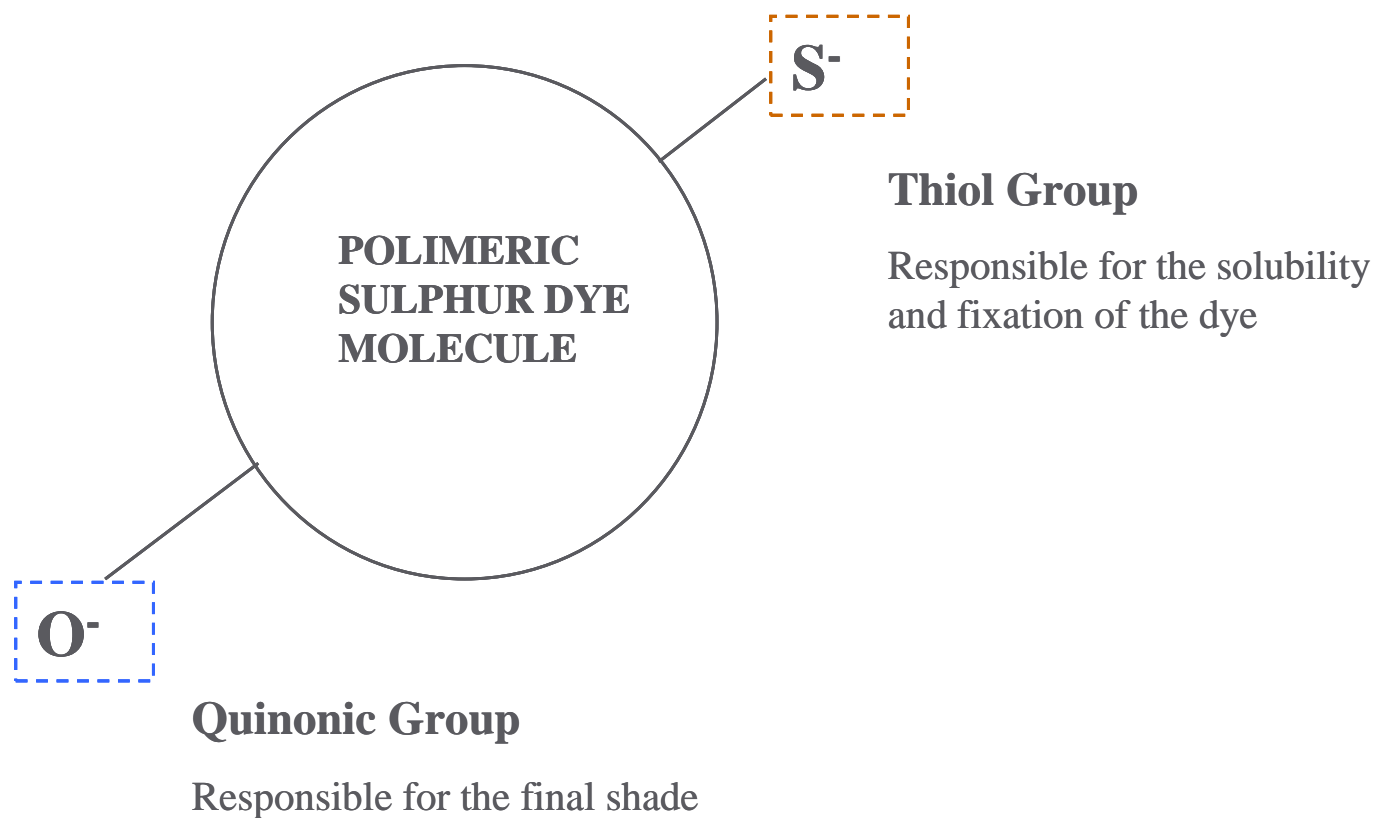 S-
Thiol Group
Responsible for the solubility
and fixation of the dye
POLIMERIC
SULPHUR DYE
MOLECULE
O-
Quinonic Group
Responsible for the final shade